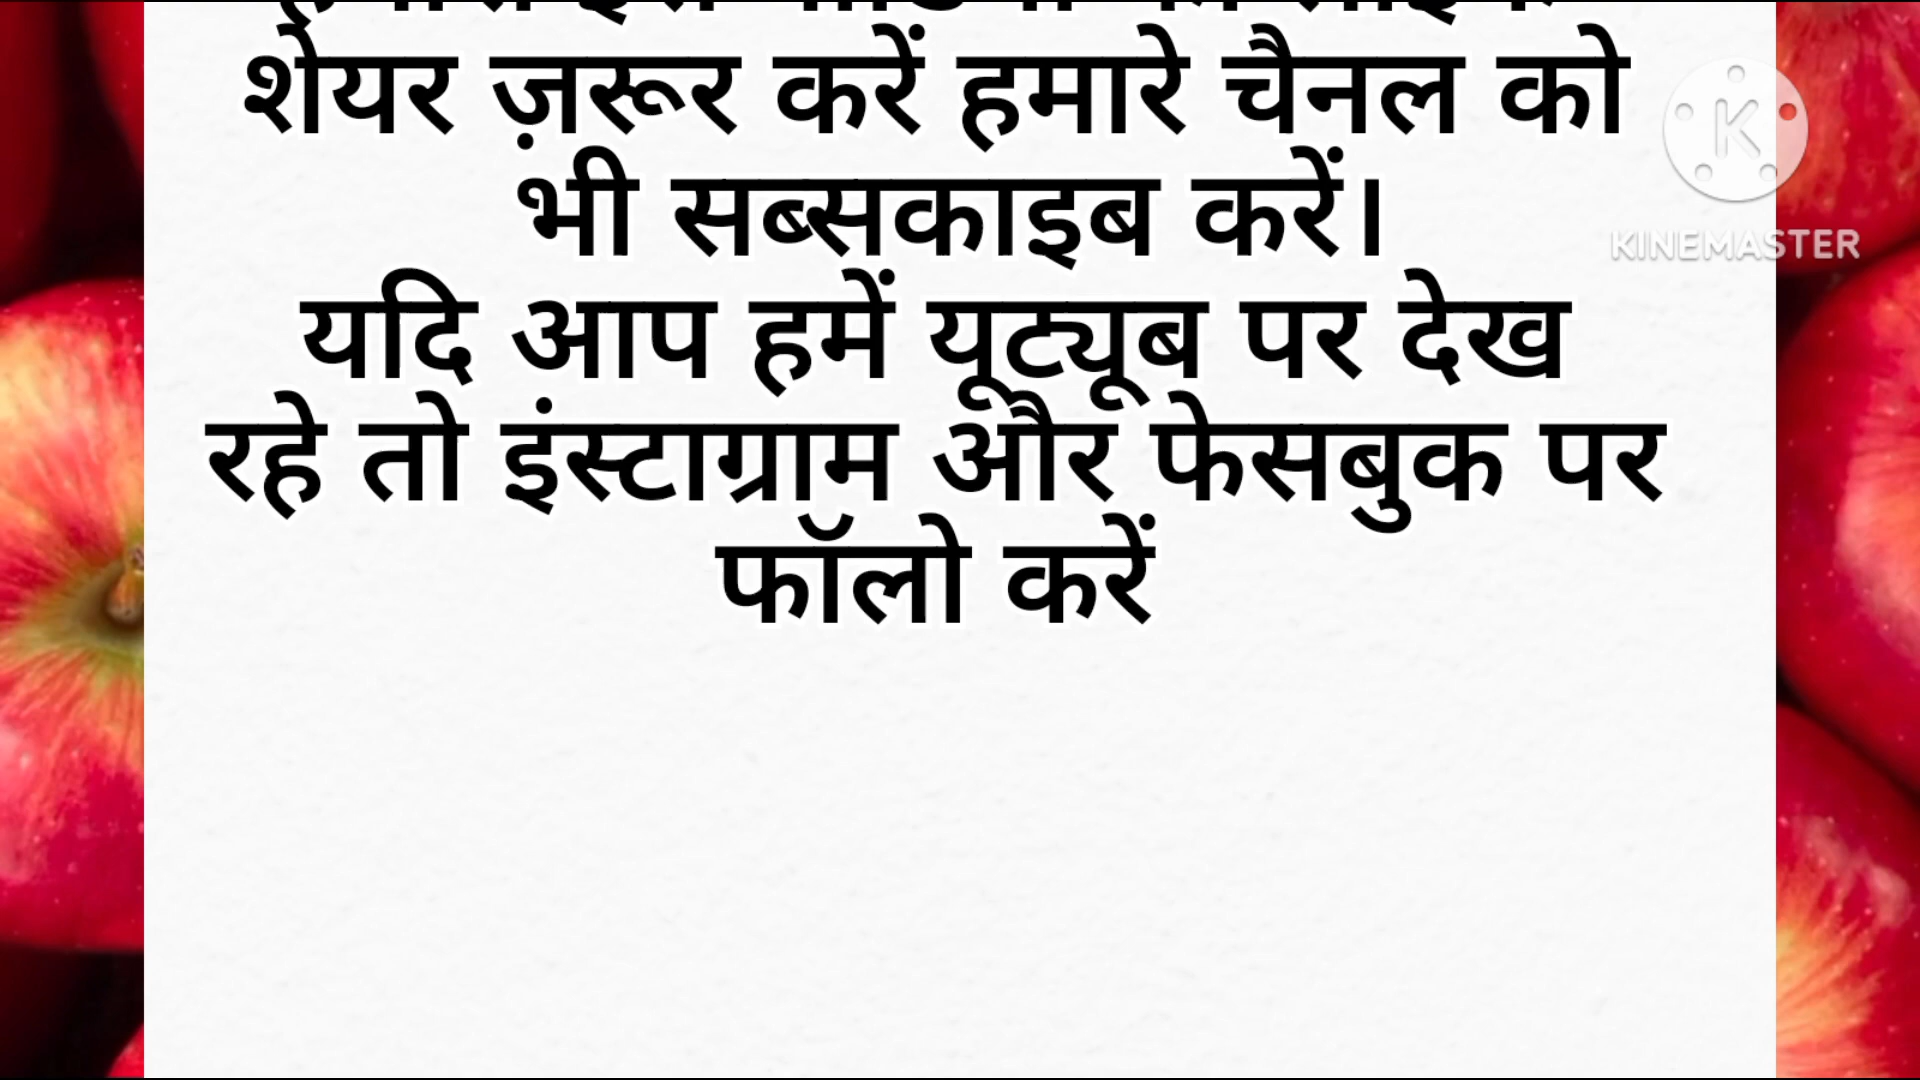 शेयर ज़रूर करें हमारे चैनल को
भी सब्सकाइब करें।
यदि आप हमें यूट्यूब पर देख
रहे तो इंस्टाग्राम और फेसबुक पर
फॉलो करें
K
KINEMASTER